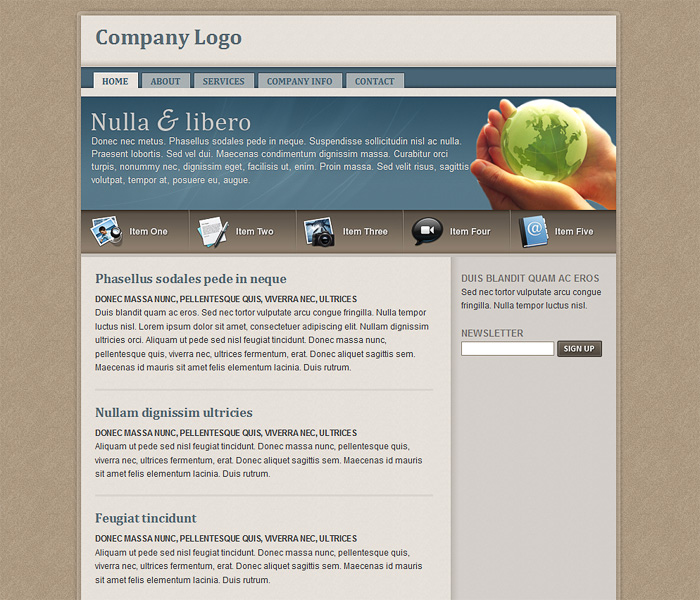 Company Logo
HOME ABOUT SERVICES COMPANY INFO CONTACT
Nulla & libero
Donec nec metus. Phasellus sodales pede in neque. Suspendisse sollicitudin nisl ac nulla.
Praesent lobortis. Sed vel dui. Maecenas condimentum dignissim massa. Curabitur orci
turpis, nonummy nec, dignissim eget, facilisis ut, enim. Proin massa. Sed velit risus, sagittis
volutpat, tempor at, posuere eu, augue.
Item One Item Two Item Three Item Four Item Five
Phasellus sodales pede in neque
DONEC MASSA NUNC, PELLENTESQUE QUIS, VIVERRA NEC, ULTRICES
Duis blandit quam ac eros. Sed nec tortor vulputate arcu congue fringilla. Nulla tempor
luctus nisl. Lorem ipsum dolor sit amet, consectetuer adipiscing elit. Nullam dignissim
ultricies orci. Aliquam ut pede sed nisl feugiat tincidunt. Donec massa nunc,
pellentesque quis, viverra nec, ultrices fermentum, erat. Donec aliquet sagittis sem.
Maecenas id mauris sit amet felis elementum lacinia. Duis rutrum.
Nullam dignissim ultricies
DONEC MASSA NUNC, PELLENTESQUE QUIS, VIVERRA NEC, ULTRICES
Aliquam ut pede sed nisl feugiat tincidunt. Donec massa nunc, pellentesque quis,
viverra nec, ultrices fermentum, erat. Donec aliquet sagittis sem. Maecenas id mauris
sit amet felis elementum lacinia. Duis rutrum.
Feugiat tincidunt
DONEC MASSA NUNC, PELLENTESQUE QUIS, VIVERRA NEC, ULTRICES
Aliquam ut pede sed nisl feugiat tincidunt. Donec massa nunc, pellentesque quis,
viverra nec, ultrices fermentum, erat. Donec aliquet sagittis sem. Maecenas id mauris
sit amet felis elementum lacinia. Duis rutrum.
DUIS BLANDIT QUAM AC EROS
Sed nec tortor vulputate arcu congue
fringilla. Nulla tempor luctus nisl.
NEWSLETTER
SIGN UP